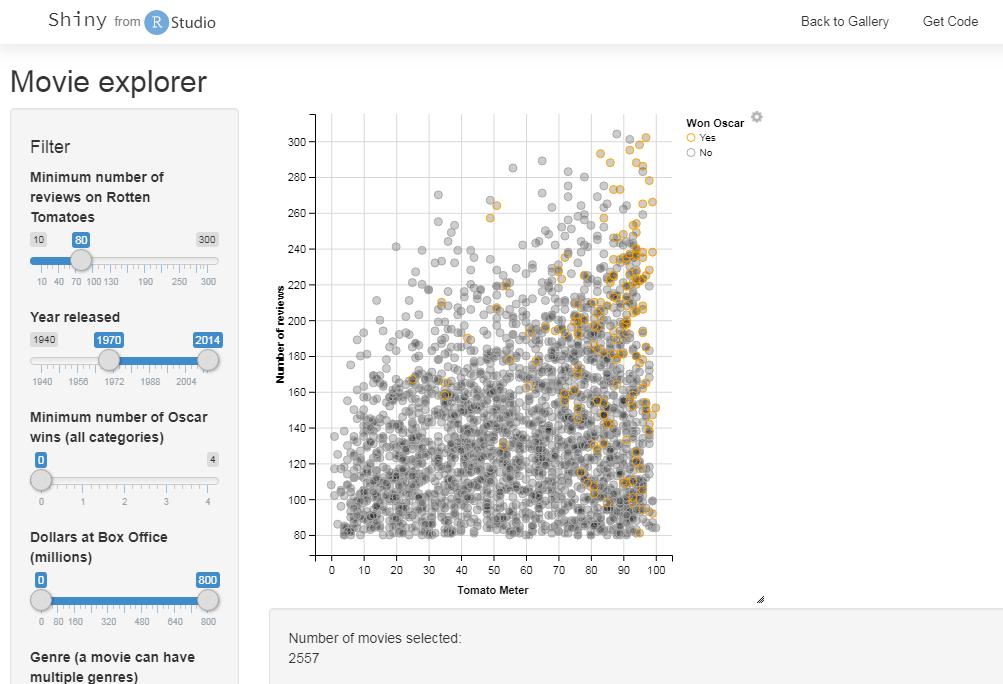 Shiny from R Studio
Back to Gallery Get Code
Movie explorer
Filter
Minimum number of
reviews on Rotten
Tomatoes
10 80 300
10 40 70 100 130 190 250 300
Year released
1940 1970 2014
1940 1956 1972 1988 2004
Minimum number of Oscar
wins (all categories)
0 4
0 1 2 3 4
Dollars at Box Office
(millions)
0 800
0 80 160 320 480 640 800
Genre (a movie can have
multiple genres)
Number of reviews
300
280
260
240
220
200
180
160
140
120
100
80
0 10 20 30 40 50 60 70 80 90 100
Tomato Meter
Won Oscar
Yes
No
Number of movies selected:
2557